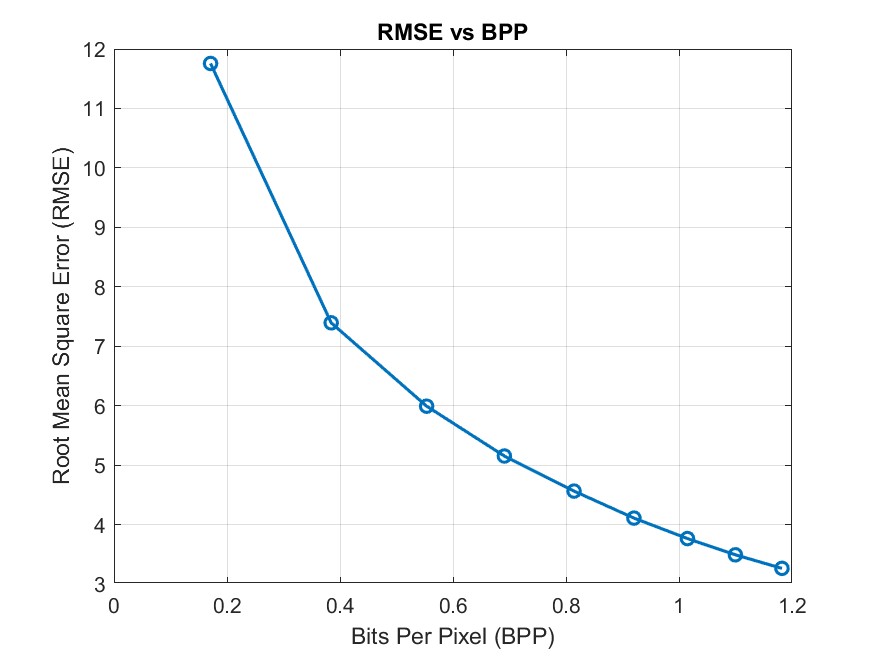 RMSE vs BPP
12
11
10
9
8
7
6
5
4
3
Root Mean Square Error (RMSE)
0 0.2 0.4 0.6 0.8 1 1.2
Bits Per Pixel (BPP)